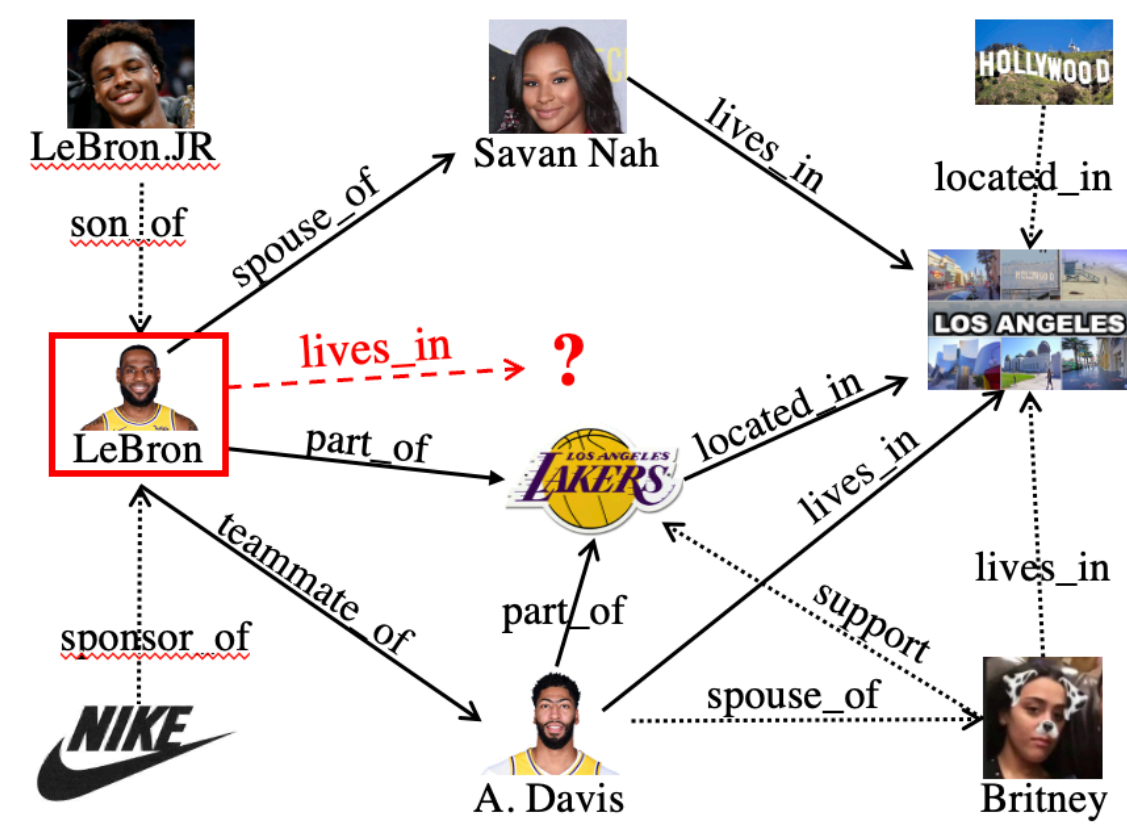 HOLLYWOOD
LeBron.JR
Savan Nah
lives_in
located_in
son_of
spouse_of
LOS ANGELES
lives_in
?
LeBron
part_of
LOS ANGELES
LAKERS
located_in
lives_in
teammate_of
part_of
support
lives_in
sponsor_of
spouse_of
NIKE
A. Davis
Britney